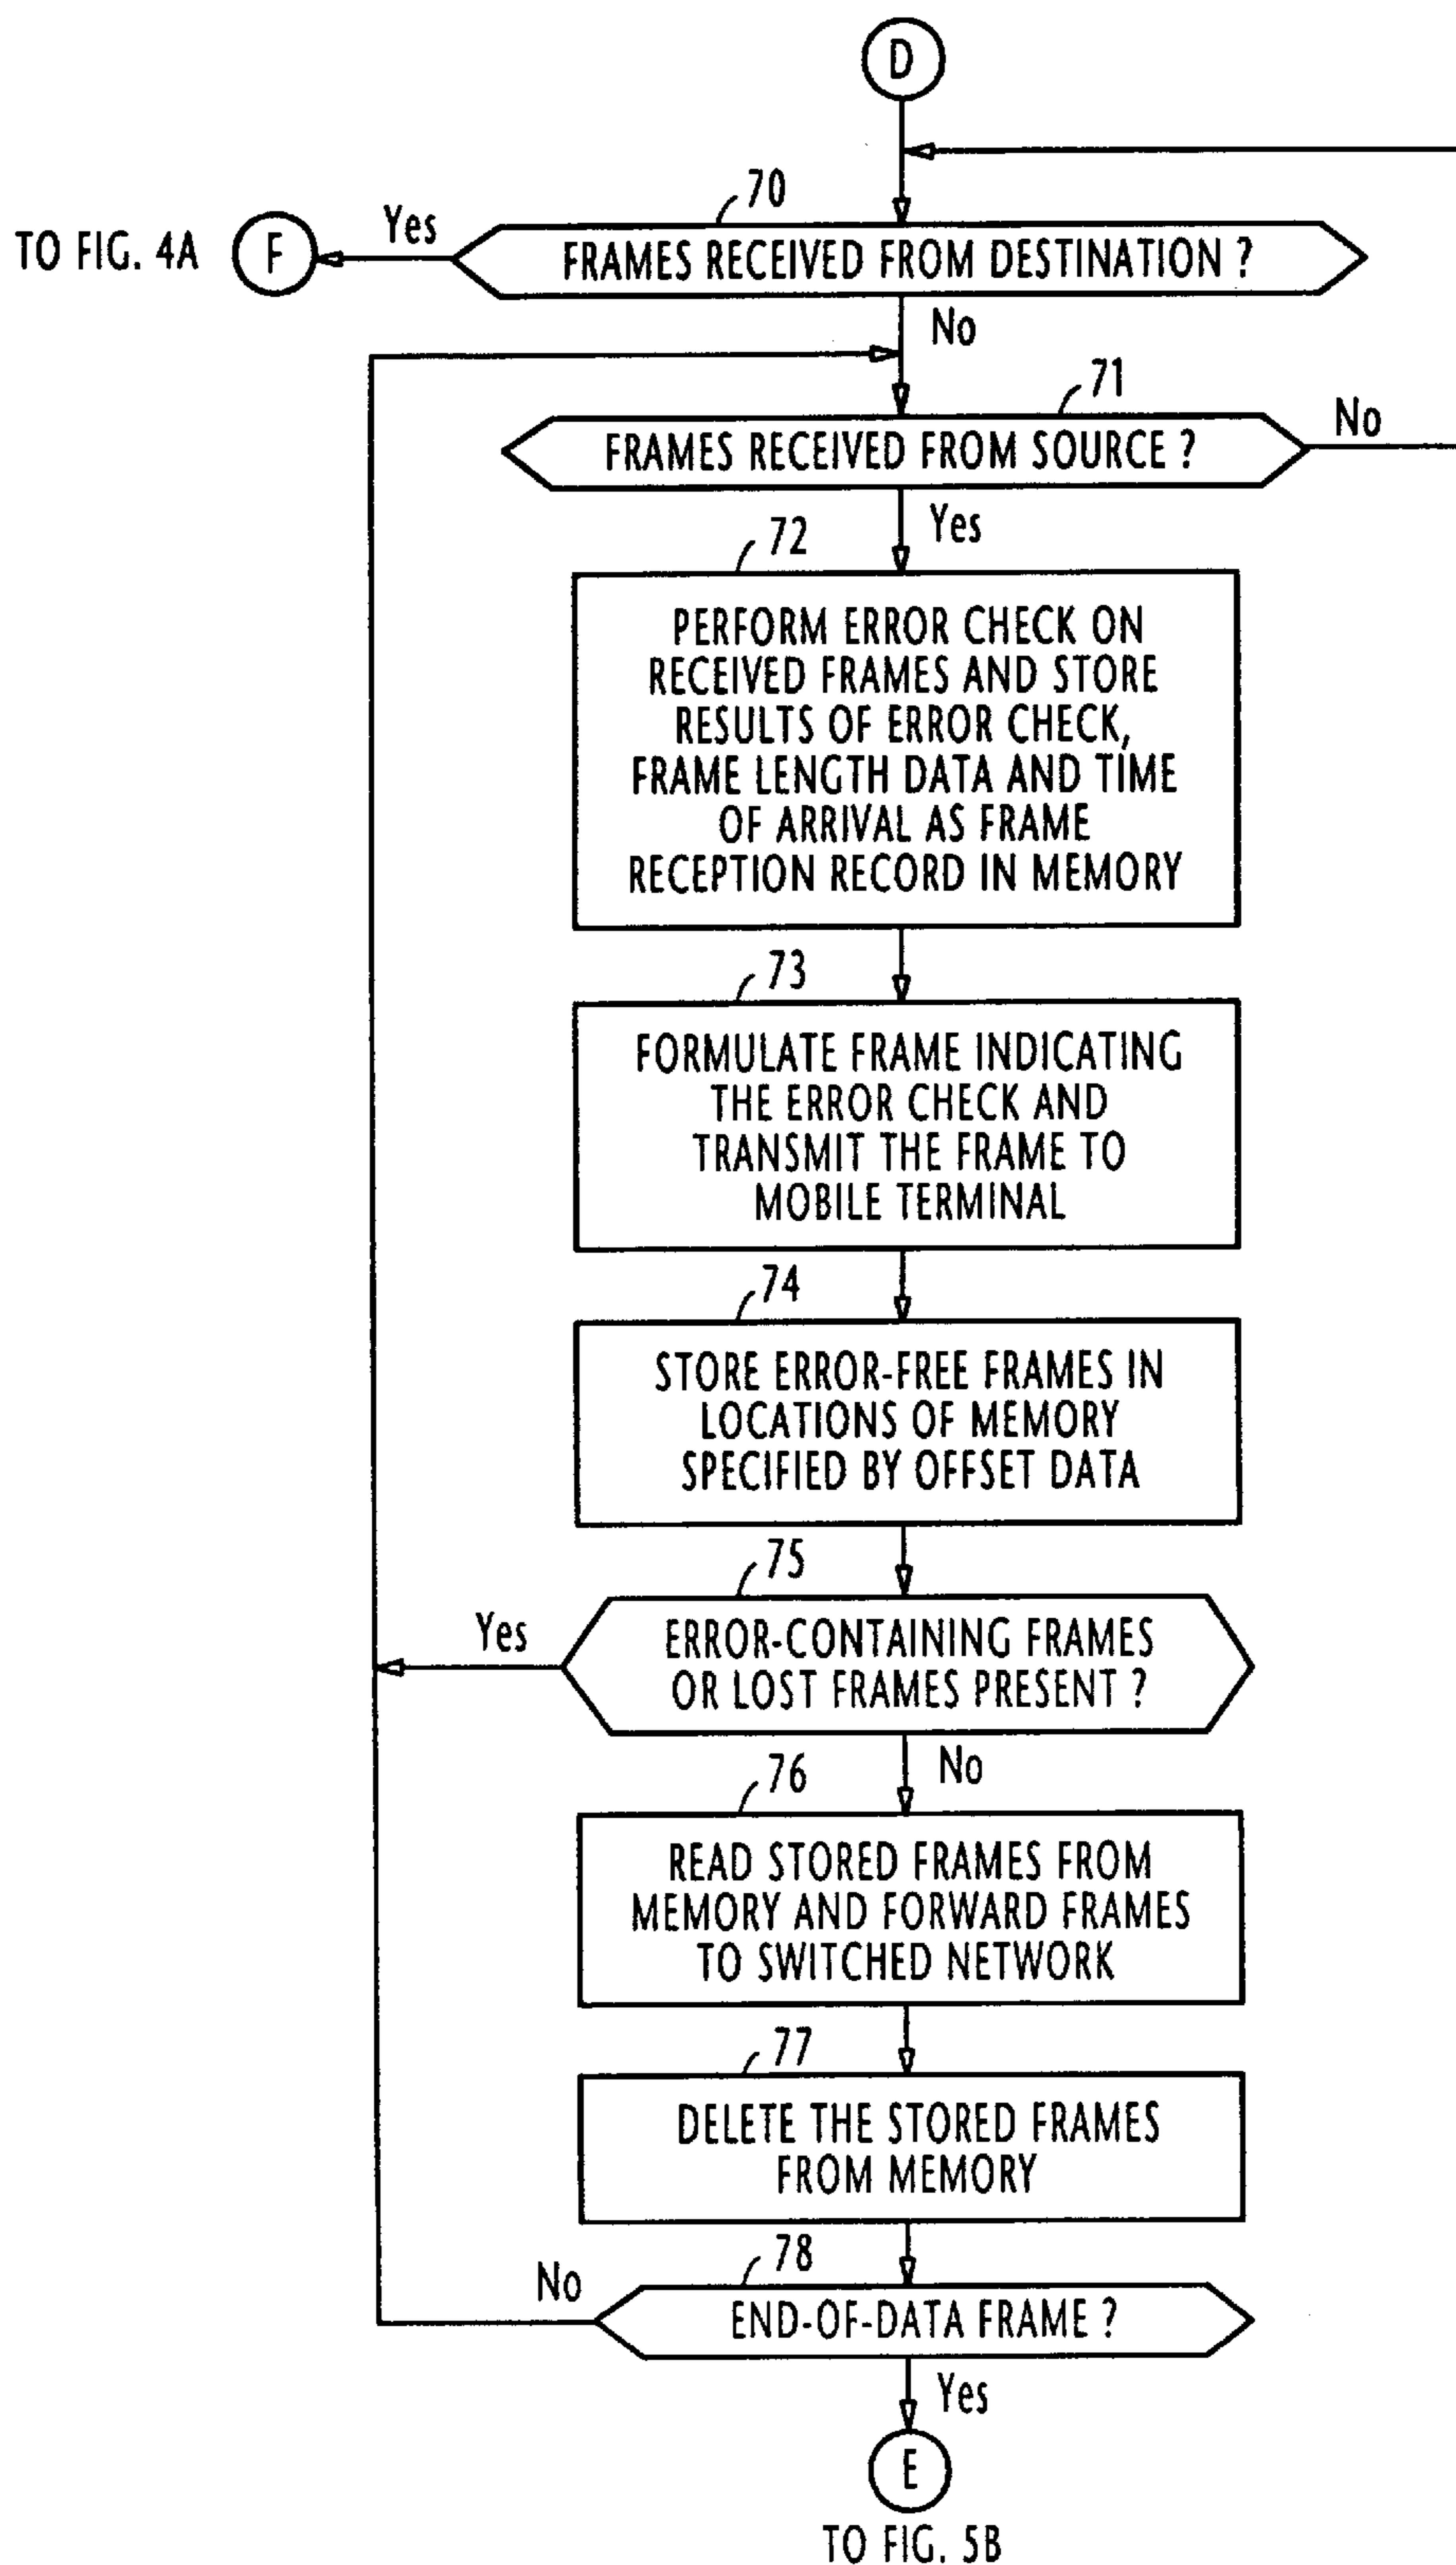 D
70
TO FIG. 4A
F
Yes
FRAMES RECEIVED FROM DESTINATION ?
No
71
FRAMES RECEIVED FROM SOURCE ?
No
Yes
72
PERFORM ERROR CHECK ON
RECEIVED FRAMES AND STORE
RESULTS OF ERROR CHECK,
FRAME LENGTH DATA AND TIME
OF ARRIVAL AS FRAME
RECEPTION RECORD IN MEMORY
73
FORMULATE FRAME INDICATING
THE ERROR CHECK AND
TRANSMIT THE FRAME TO
MOBILE TERMINAL
74
STORE ERROR-FREE FRAMES IN
LOCATIONS OF MEMORY
SPECIFIED BY OFFSET DATA
75
Yes
ERROR-CONTAINING FRAMES
OR LOST FRAMES PRESENT ?
No
76
READ STORED FRAMES FROM
MEMORY AND FORWARD FRAMES
TO SWITCHED NETWORK
77
DELETE THE STORED FRAMES
FROM MEMORY
78
No
END-OF-DATA FRAME ?
Yes
E
TO FIG. 5B